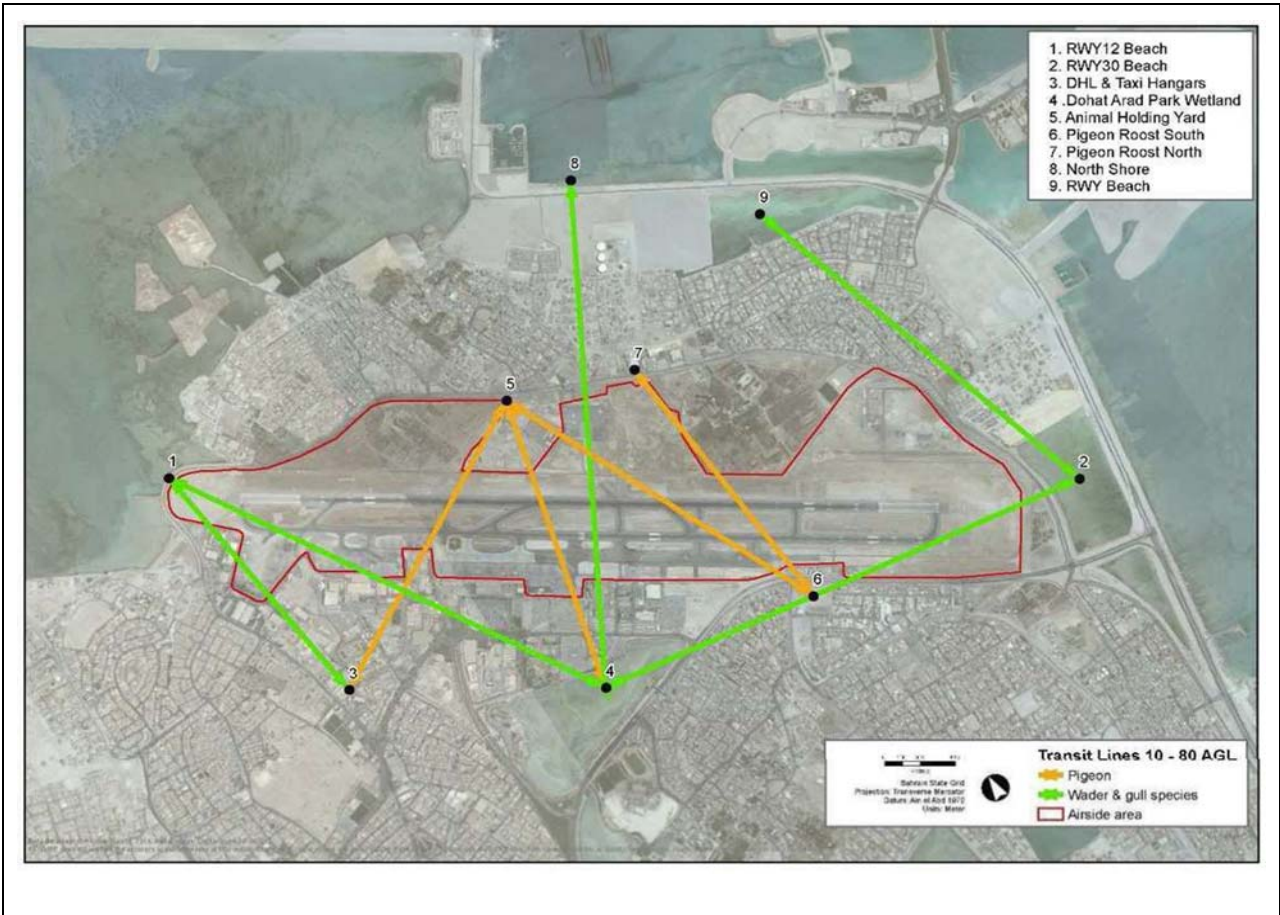 1. RWY12 Beach
2. RWY30 Beach
3. DHL & Taxi Hangars
4 .Dohat Arad Park Wetland
5. Animal Holding Yard
6. Pigeon Roost South
7. Pigeon Roost North
8. North Shore
9. RWY Beach
8
9
7
5
1
2
6
3
4
Transit Lines 10 - 80 AGL
Pigeon
Wader & gull species
Airside area
Bahrain State Grid
Projection: Transverse Mercator
Datum: Ain el Abd 1970
Units: Meter